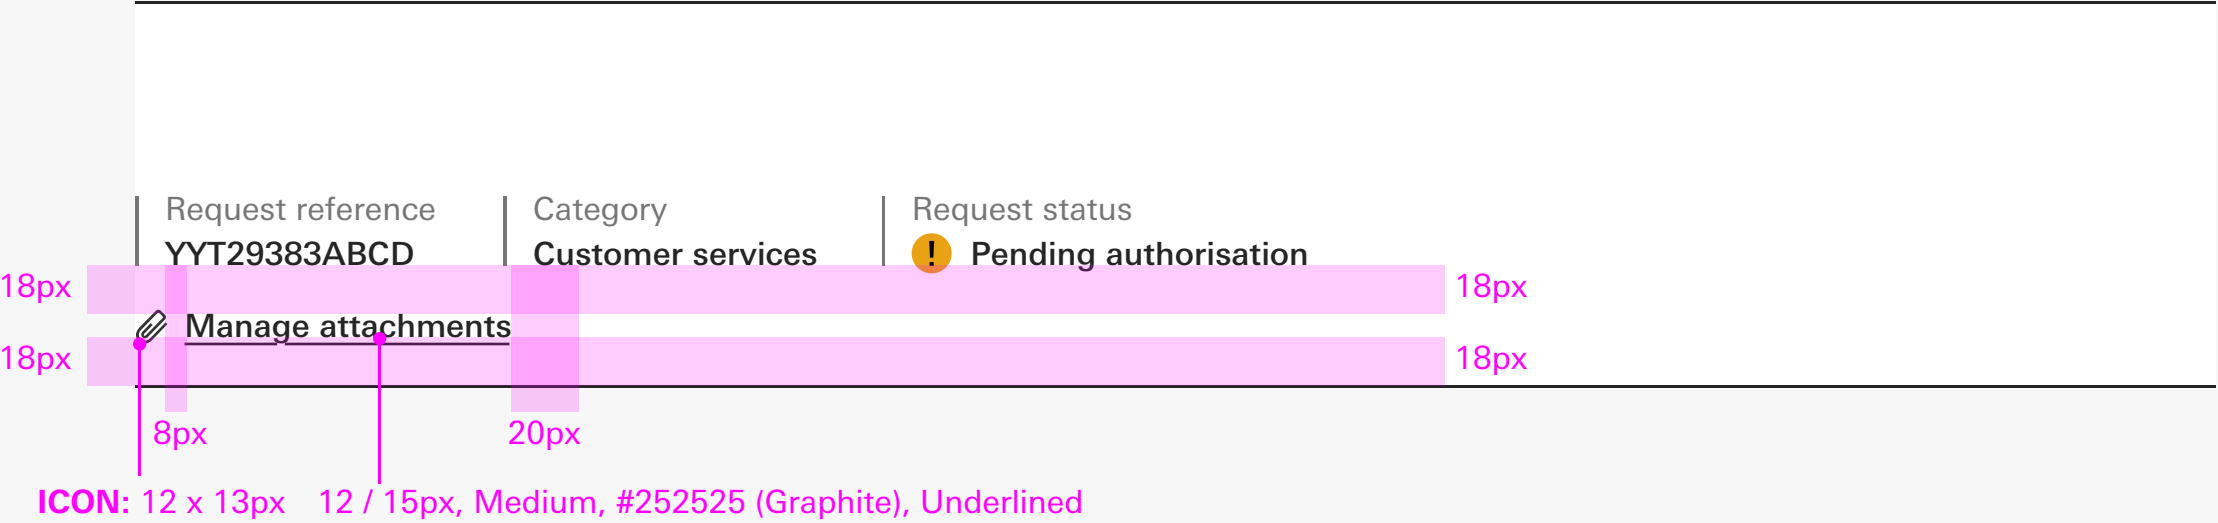 Request reference
Category
Request status
YYT29383ABCD
Customer services
! Pending authorisation
18px
18px
Manage attachments
18px
18px
8px
20px
ICON: 12 x 13px
12 / 15px, Medium, #252525 (Graphite), Underlined